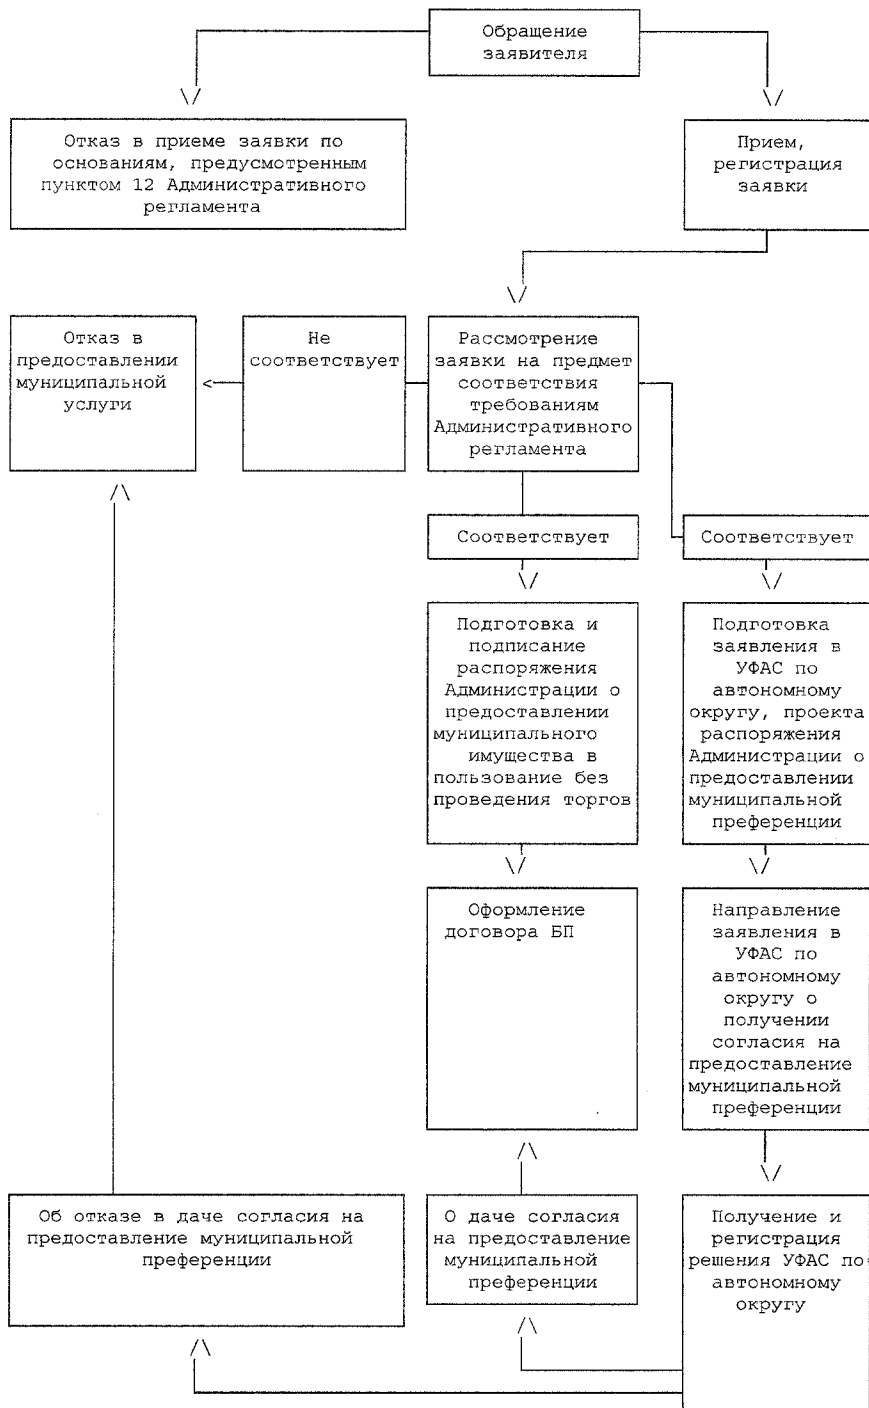 Обращение
заявителя
Отказ в приеме заявки по
основаниям, предусмотренным
пунктом 12 Административного
регламента
Прием,
регистрация
заявки
Отказ в
предоставлении
муниципальной
услуги
Не
соответствует
Рассмотрение
заявки на предмет
соответствия
требованиям
Административного
регламента
Соответствует
Соответствует
Подготовка и
подписание
распоряжения
Администрации о
предоставлении
муниципального
имущества в
пользование без
проведения торгов
Подготовка
заявления в
УФАС по
автономному
округу, проекта
распоряжения
Администрации о
предоставлении
муниципальной
преференции
Оформление
договора БП
Направление
заявления в
УФАС по
автономному
округу о
получении
согласия на
предоставление
муниципальной
преференции
Об отказе в даче согласия на
предоставление муниципальной
преференции
О даче согласия
на предоставление
муниципальной
преференции
Получение и
регистрация
решения УФАС по
автономному
округу